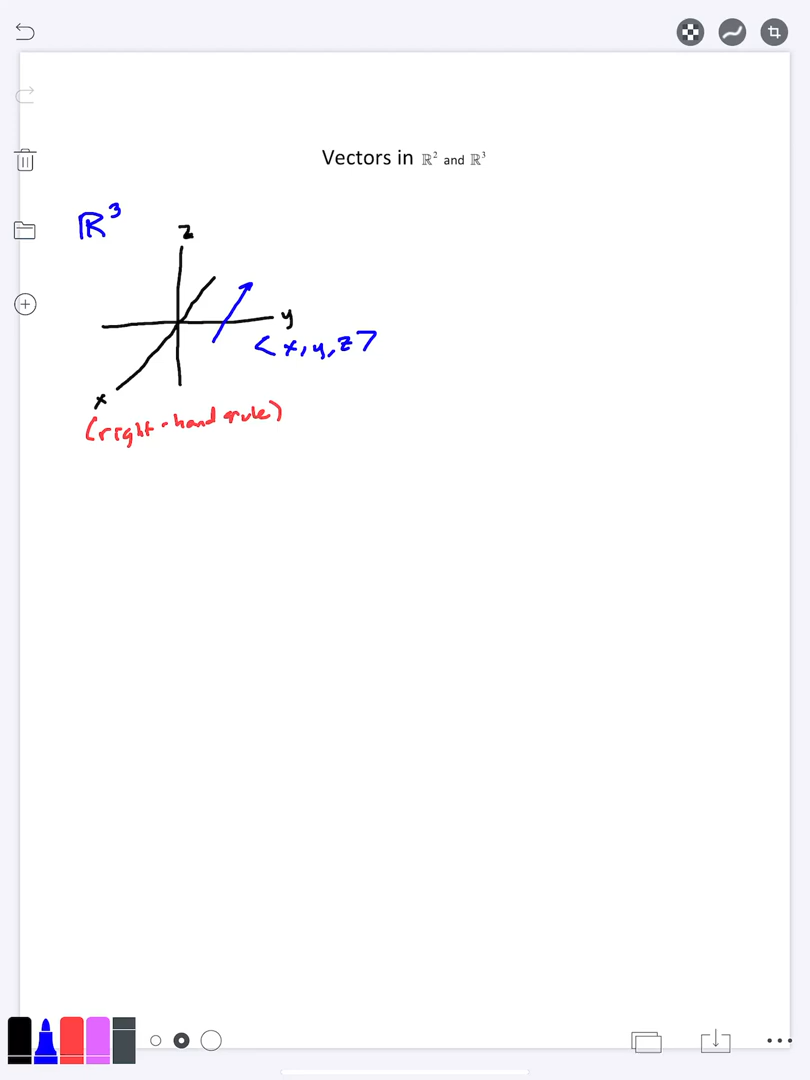 Vectors in ℝ² and ℝ³
ℝ³
z
y
<x, y, z>
x
(right-hand rule)